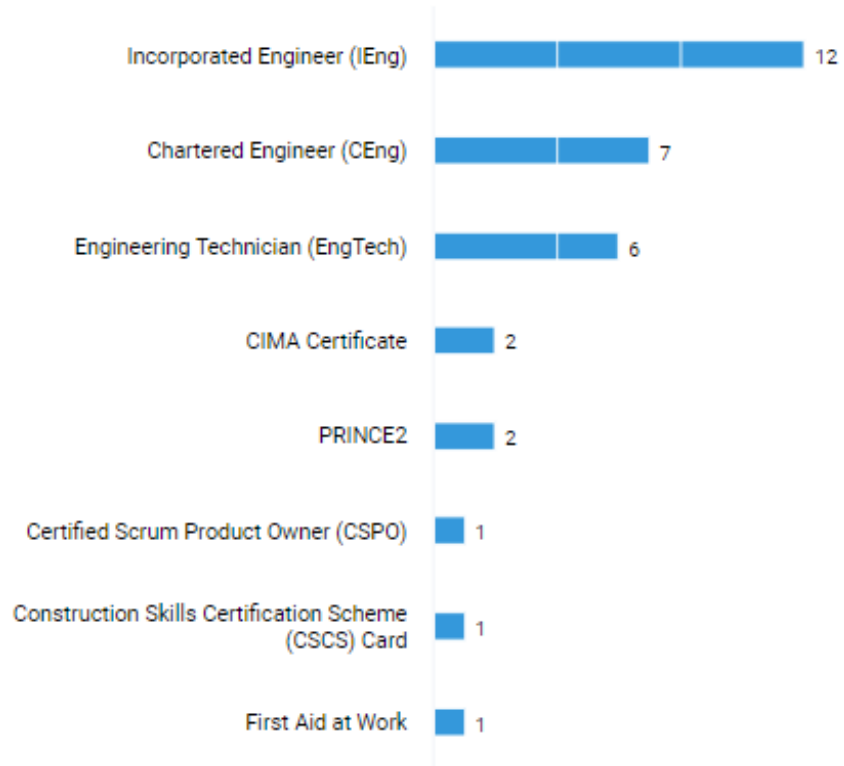 Incorporated Engineer (IEng) 12
Chartered Engineer (CEng) 7
Engineering Technician (EngTech) 6
CIMA Certificate 2
PRINCE2 2
Certified Scrum Product Owner (CSPO) 1
Construction Skills Certification Scheme
(CSCS) Card 1
First Aid at Work 1